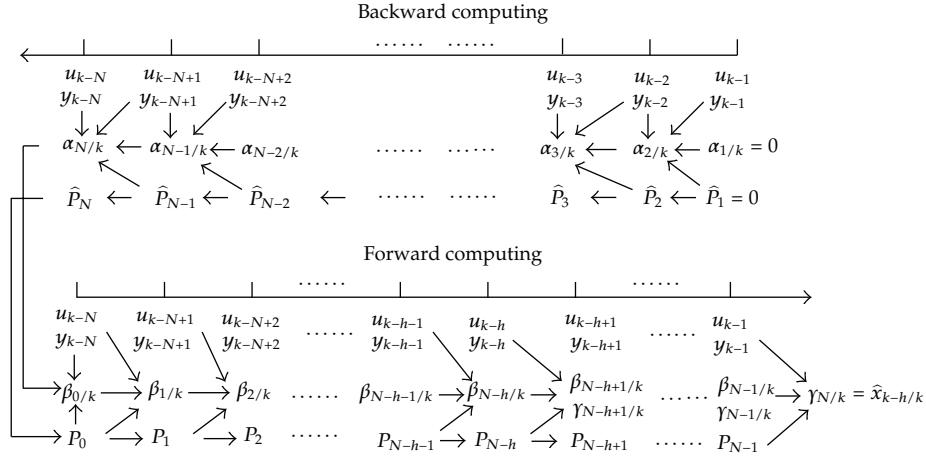 Backward computing
…… ……
u_{k−N} u_{k−N+1} u_{k−N+2} u_{k−3} u_{k−2} u_{k−1}
y_{k−N} y_{k−N+1} y_{k−N+2} y_{k−3} y_{k−2} y_{k−1}
α_{N/k} α_{N−1/k} α_{N−2/k} …… …… α_{3/k} α_{2/k} α_{1/k} = 0
P̂_N P̂_{N−1} P̂_{N−2} …… …… P̂_3 P̂_2 P̂_1 = 0
Forward computing
…… ……
u_{k−N} u_{k−N+1} u_{k−N+2} …… u_{k−h−1} u_{k−h} u_{k−h+1} …… u_{k−1}
y_{k−N} y_{k−N+1} y_{k−N+2} y_{k−h−1} y_{k−h} y_{k−h+1} y_{k−1}
β_{0/k} β_{1/k} β_{2/k} …… β_{N−h−1/k} β_{N−h/k} β_{N−h+1/k} …… β_{N−1/k} γ_{N/k} = x̂_{k−h/k}
γ_{N−h+1/k} γ_{N−1/k}
P_0 P_1 P_2 …… P_{N−h−1} P_{N−h} P_{N−h+1} …… P_{N−1}